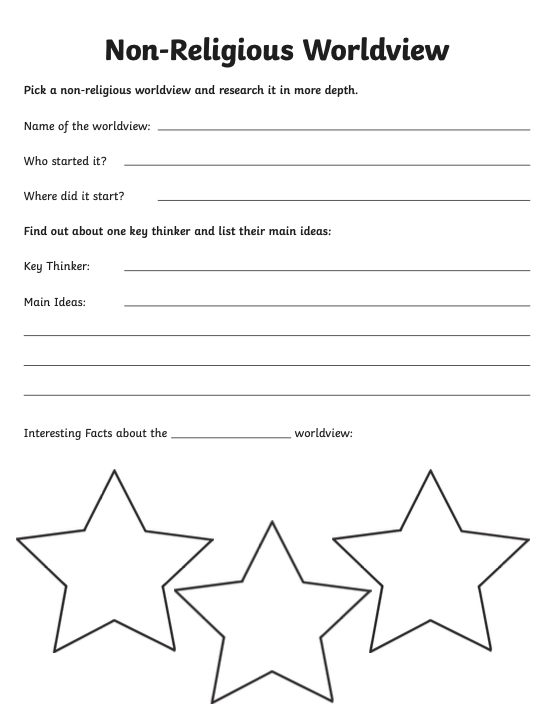 Non-Religious Worldview
Pick a non-religious worldview and research it in more depth.
Name of the worldview:
Who started it?
Where did it start?
Find out about one key thinker and list their main ideas:
Key Thinker:
Main Ideas:
Interesting Facts about the ____________________ worldview: